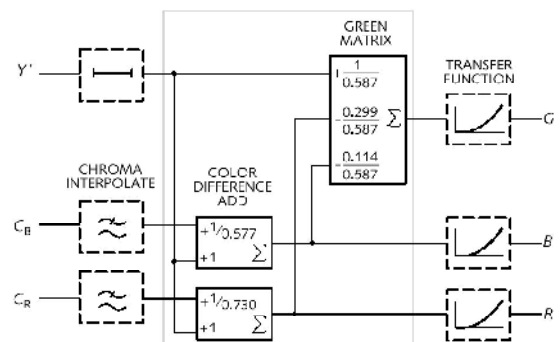 GREEN
MATRIX
TRANSFER
FUNCTION
Y'
+ 1/0.587
- 0.299/0.587
Σ
- 0.114/0.587
G
CHROMA
INTERPOLATE
COLOR
DIFFERENCE
ADD
CB
+1/0.577
+1
Σ
B
CR
+1/0.730
+1
Σ
R